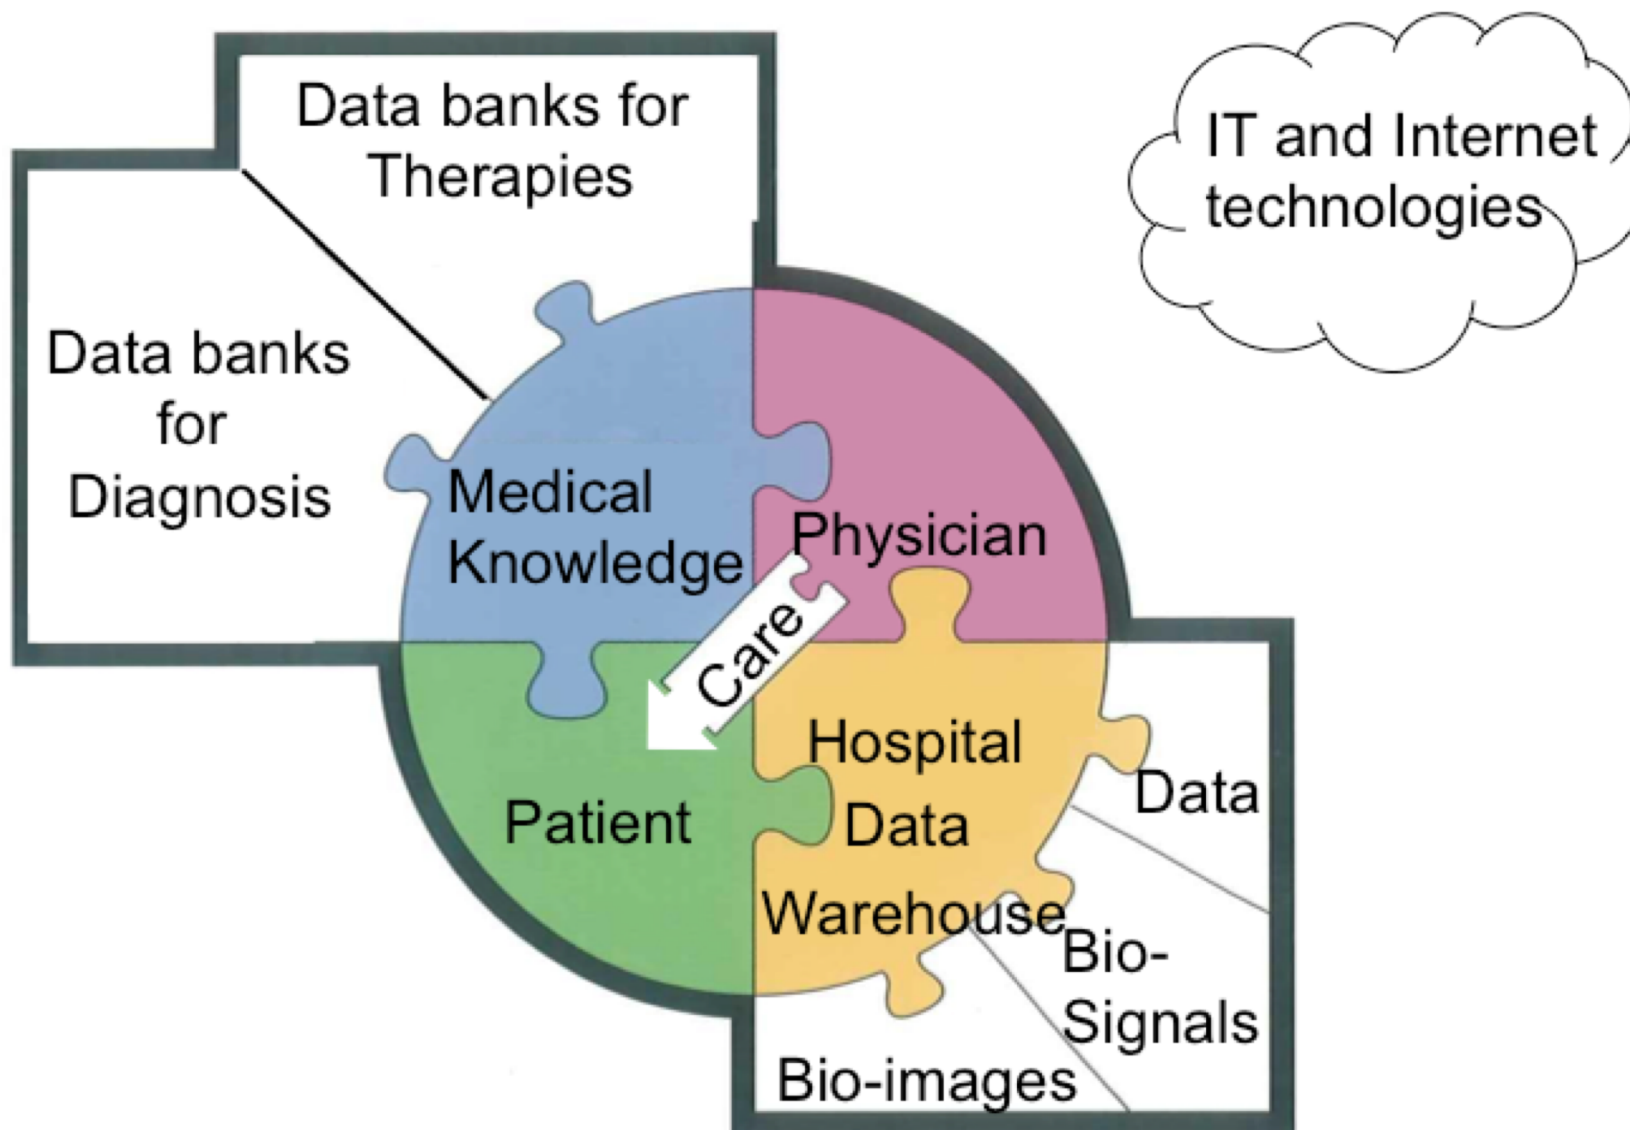 Data banks for
Therapies
IT and Internet
technologies
Data banks
for
Diagnosis
Medical
Knowledge
Physician
Care
Patient
Hospital
Data
Warehouse
Data
Bio-
Signals
Bio-images